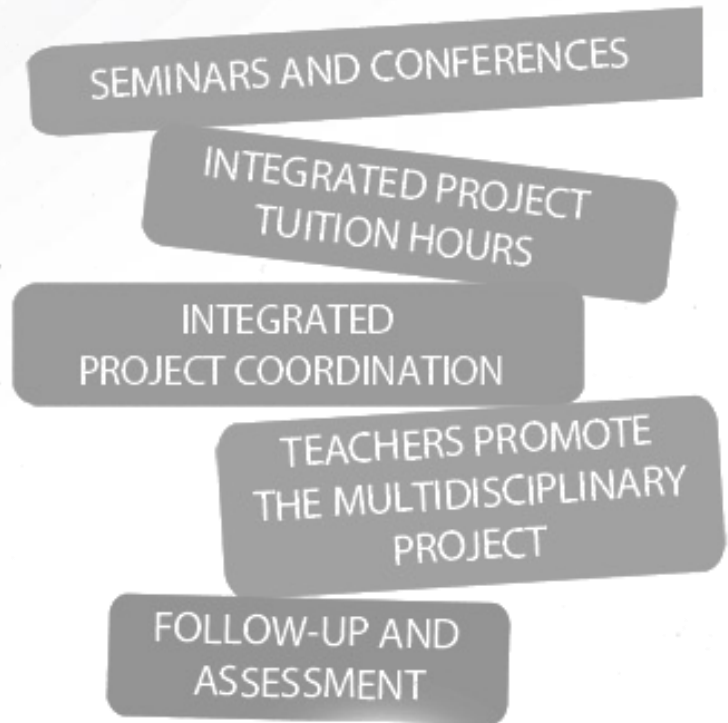 SEMINARS AND CONFERENCES
INTEGRATED PROJECT
TUITION HOURS
INTEGRATED
PROJECT COORDINATION
TEACHERS PROMOTE
THE MULTIDISCIPLINARY
PROJECT
FOLLOW-UP AND
ASSESSMENT